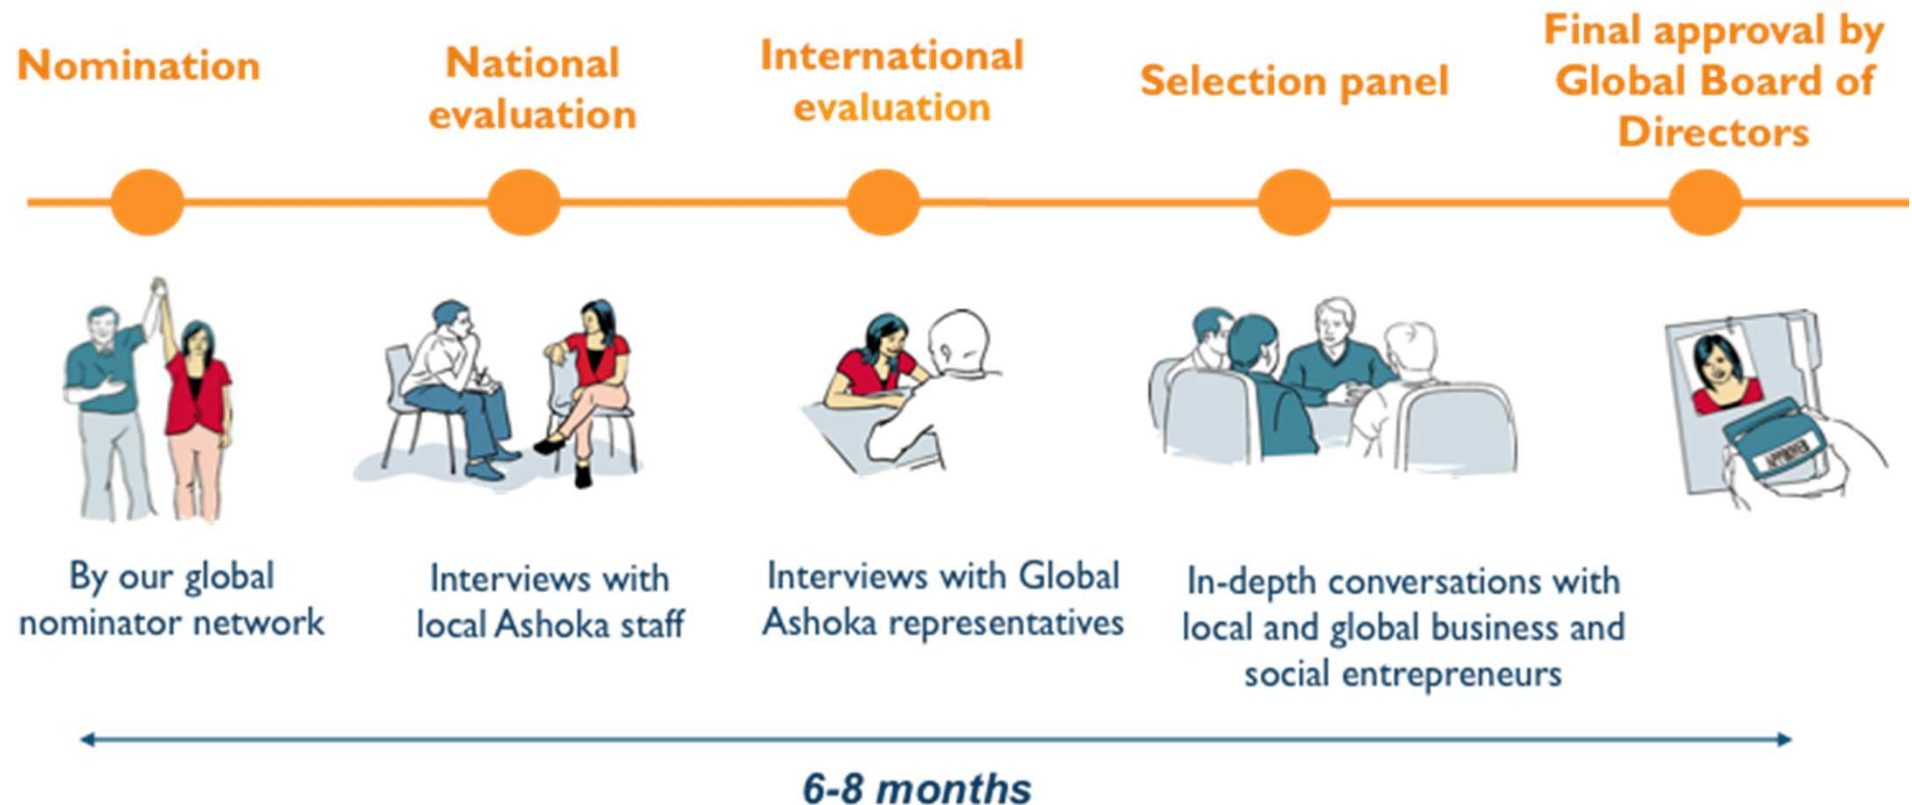 Nomination
National
evaluation
International
evaluation
Selection panel
Final approval by
Global Board of
Directors
APPROVED
By our global
nominator network
Interviews with
local Ashoka staff
Interviews with Global
Ashoka representatives
In-depth conversations with
local and global business and
social entrepreneurs
6-8 months